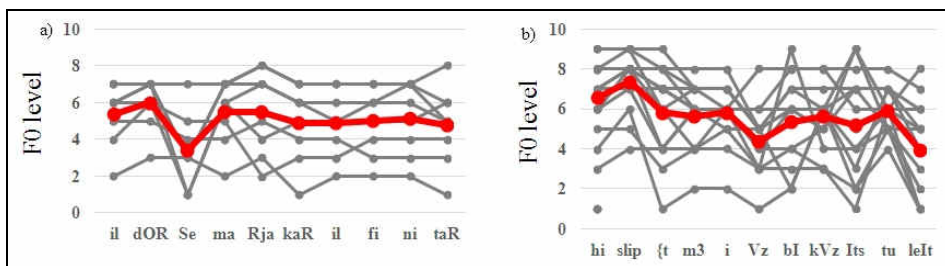 a)
F0 level
10
8
6
4
2
0
il dOR Se ma Rja kaR il fi ni taR
b)
F0 level
10
8
6
4
2
0
hi slip {t m3 i Vz bI kVz Its tu leIt